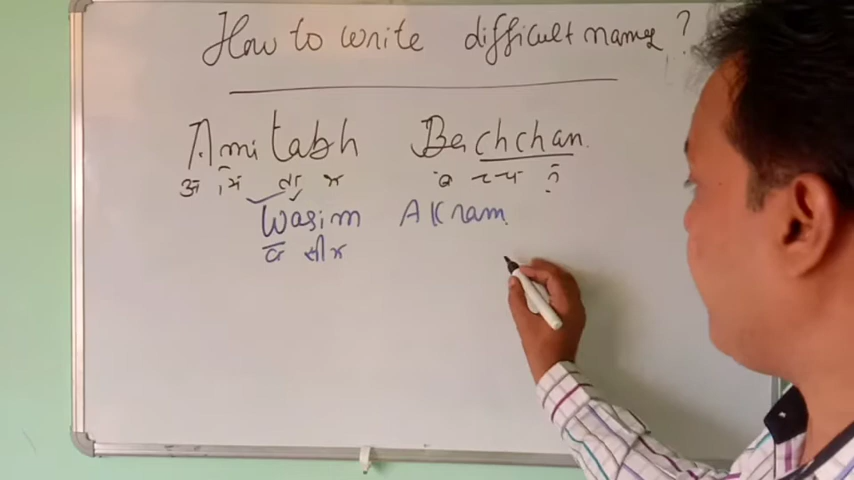 How to write difficult names?
Amitabh Bachchan.
अ मि ता भ ब च्च न
Wasim Akram.
व सी म